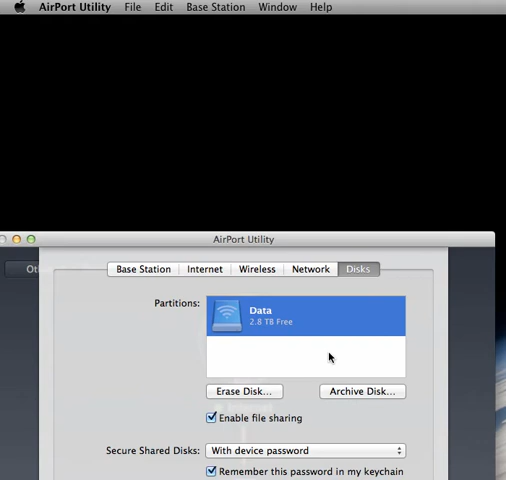 AirPort Utility File Edit Base Station Window Help
AirPort Utility
Base Station Internet Wireless Network Disks
Partitions:
Data
2.8 TB Free
Erase Disk... Archive Disk...
Enable file sharing
Secure Shared Disks: With device password
Remember this password in my keychain